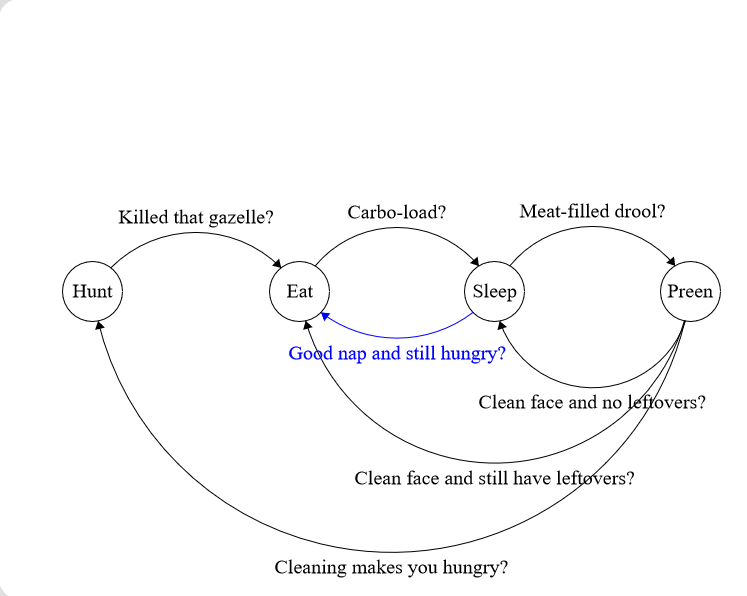 Killed that gazelle?
Carbo-load?
Meat-filled drool?
Hunt
Eat
Sleep
Preen
Good nap and still hungry?
Clean face and no leftovers?
Clean face and still have leftovers?
Cleaning makes you hungry?